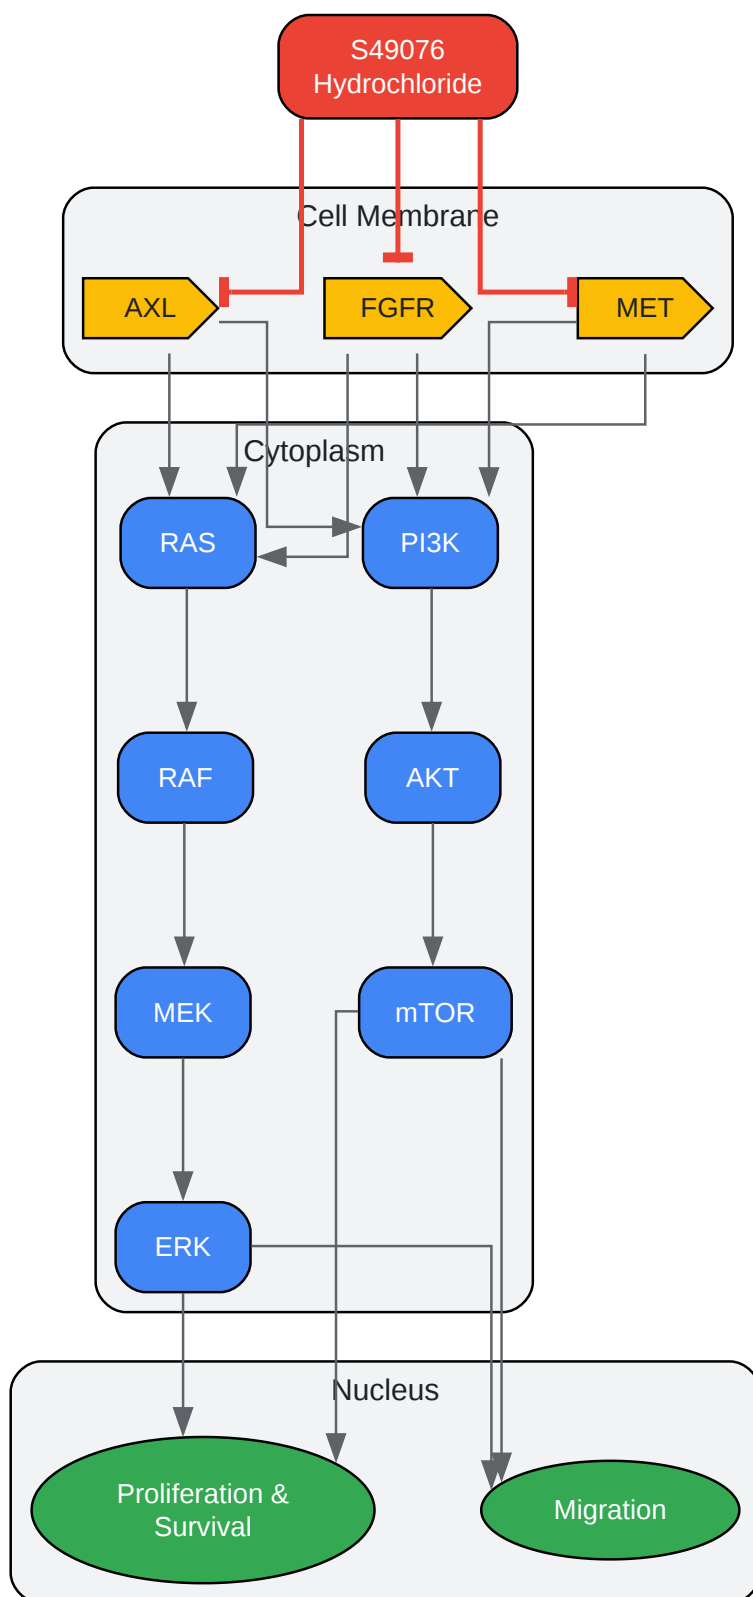 S49076
Hydrochloride
Cell Membrane
AXL
FGFR
MET
Cytoplasm
RAS
PI3K
RAF
AKT
MEK
mTOR
ERK
Nucleus
Proliferation &
Survival
Migration